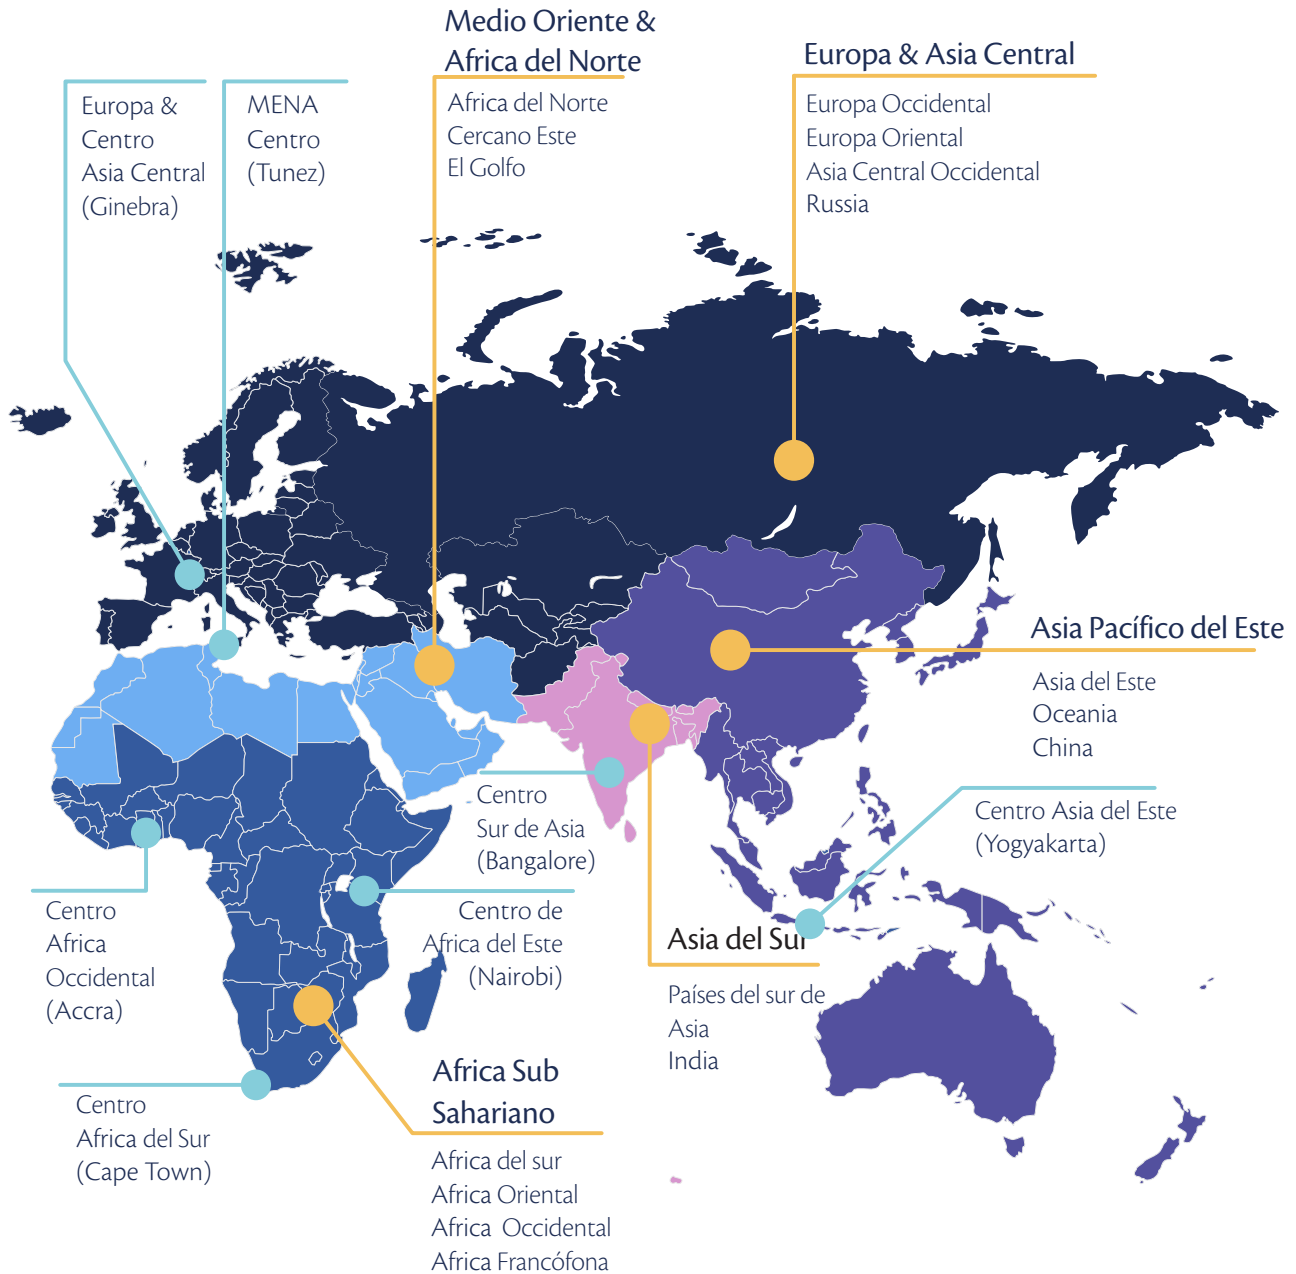 Medio Oriente &
Africa del Norte
Africa del Norte
Cercano Este
El Golfo
Europa & Asia Central
Europa Occidental
Europa Oriental
Asia Central Occidental
Russia
Europa &
Centro
Asia Central
(Ginebra)
MENA
Centro
(Tunez)
Asia Pacífico del Este
Asia del Este
Oceania
China
Centro Asia del Este
(Yogyakarta)
Centro
Sur de Asia
(Bangalore)
Centro
Africa
Occidental
(Accra)
Centro de
Africa del Este
(Nairobi)
Asia del Sur
Países del sur de
Asia
India
Centro
Africa del Sur
(Cape Town)
Africa Sub
Sahariano
Africa del sur
Africa Oriental
Africa Occidental
Africa Francófona